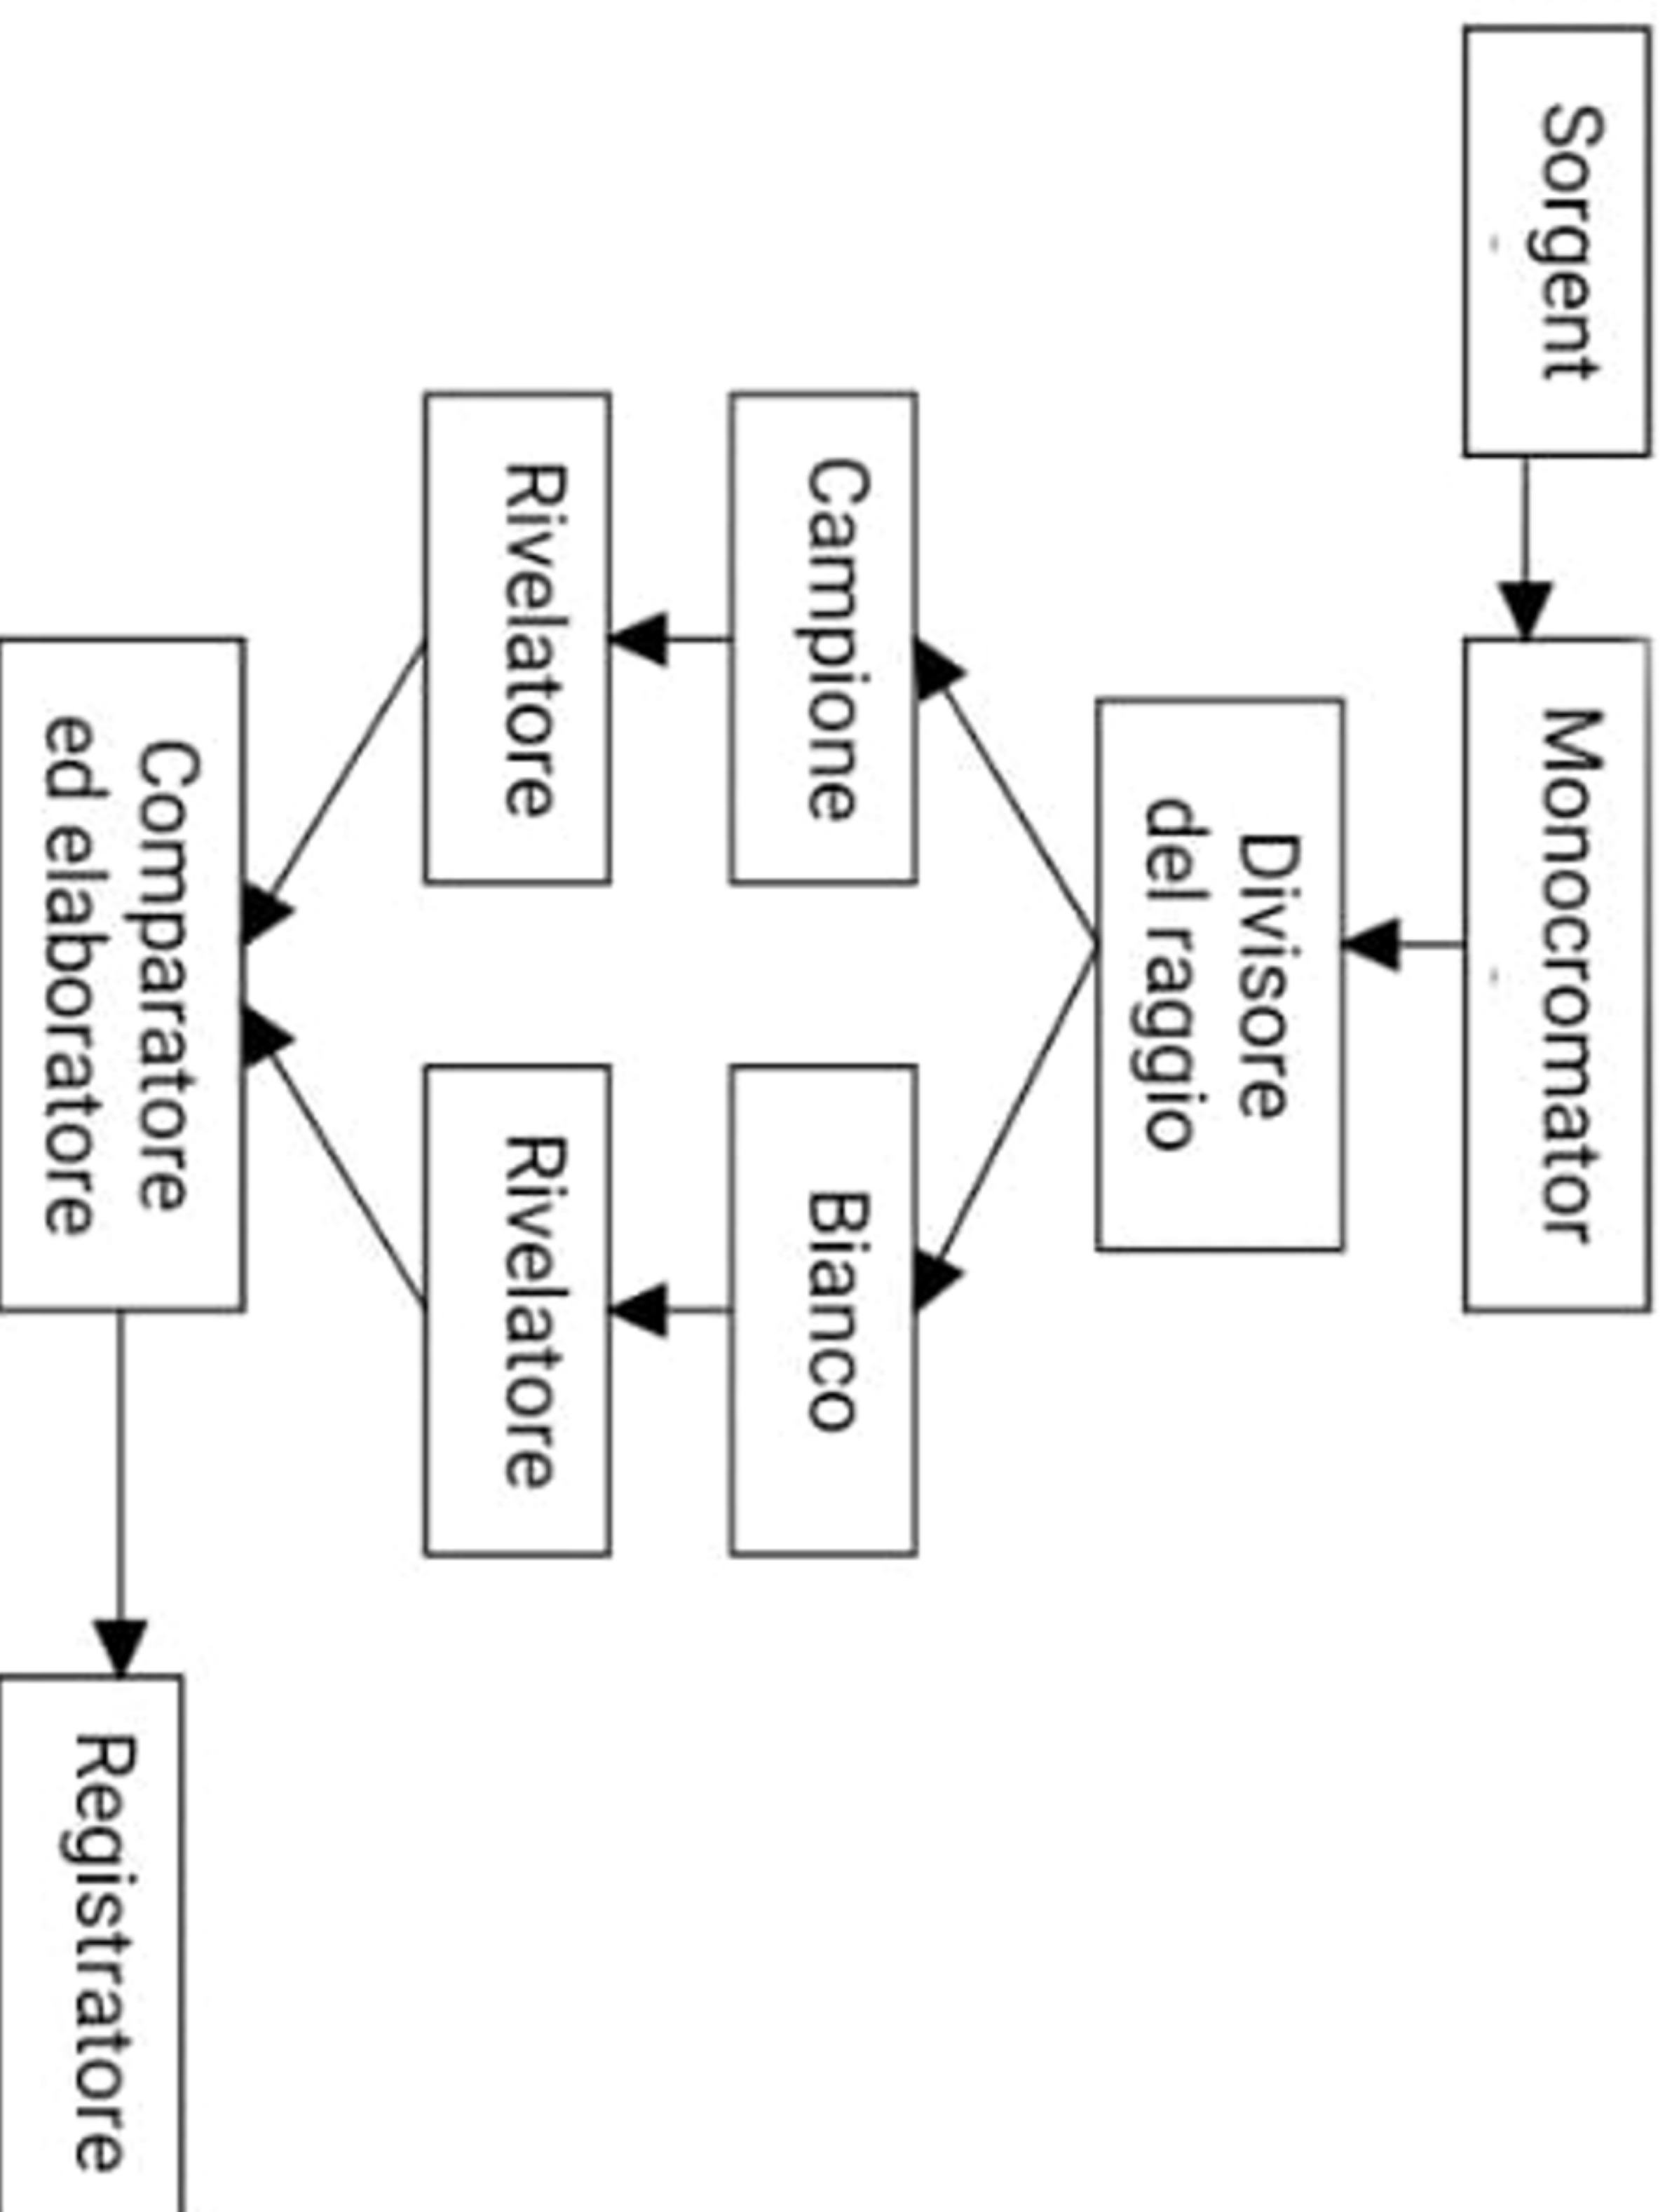 Sorgent
Monocromator
Divisore
del raggio
Campione
Bianco
Rivelatore
Rivelatore
Comparatore
ed elaboratore
Registratore